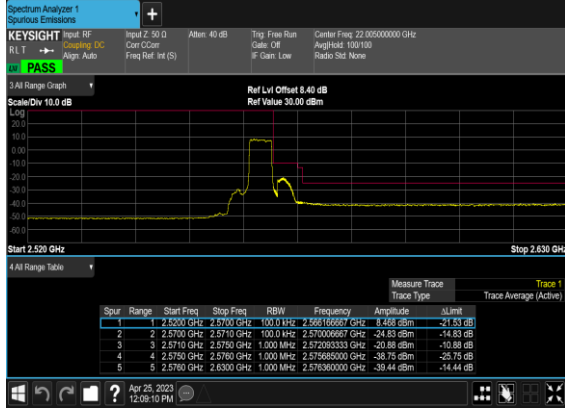 Spectrum Analyzer 1
Spurious Emissions
+
KEYSIGHT
RLT
Input: RF
Coupling: DC
Align: Auto
Input Z: 50 Ω
Corr CCorr
Freq Ref: Int (S)
Atten: 40 dB
Trig: Free Run
Gate: Off
IF Gain: Low
Center Freq: 22.005000000 GHz
Avg|Hold: 100/100
Radio Std: None
PASS
3 All Range Graph
Scale/Div 10.0 dB
Ref Lvl Offset 8.40 dB
Ref Value 30.00 dBm
Log
20.0
10.0
0.00
-10.0
-20.0
-30.0
-40.0
-50.0
-60.0
Start 2.520 GHz
Stop 2.630 GHz
4 All Range Table
Measure Trace Trace 1
Trace Type Trace Average (Active)
Spur Range Start Freq Stop Freq RBW Frequency Amplitude ΔLimit
1 1 2.5200 GHz 2.5700 GHz 100.0 kHz 2.566166667 GHz 8.468 dBm -21.53 dB
2 2 2.5700 GHz 2.5710 GHz 100.0 kHz 2.570006667 GHz -24.83 dBm -14.83 dB
3 3 2.5710 GHz 2.5750 GHz 1.000 MHz 2.572093333 GHz -20.88 dBm -10.88 dB
4 4 2.5750 GHz 2.5760 GHz 1.000 MHz 2.575685000 GHz -38.75 dBm -25.75 dB
5 5 2.5760 GHz 2.6300 GHz 1.000 MHz 2.576360000 GHz -39.44 dBm -14.44 dB
?
Apr 25, 2023
12:09:10 PM